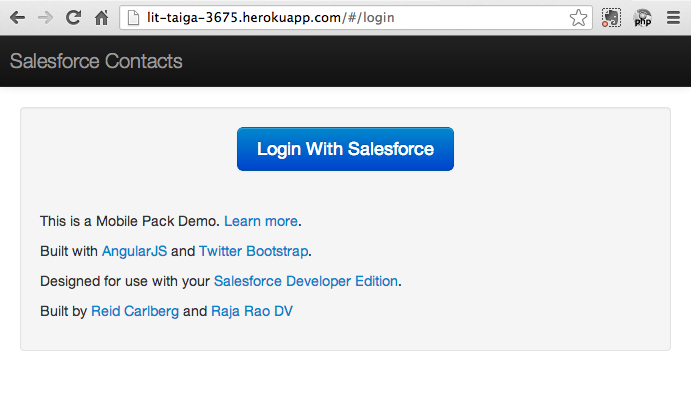 lit-taiga-3675.herokuapp.com/#/login
php
Salesforce Contacts
Login With Salesforce
This is a Mobile Pack Demo. Learn more.
Built with AngularJS and Twitter Bootstrap.
Designed for use with your Salesforce Developer Edition.
Built by Reid Carlberg and Raja Rao DV